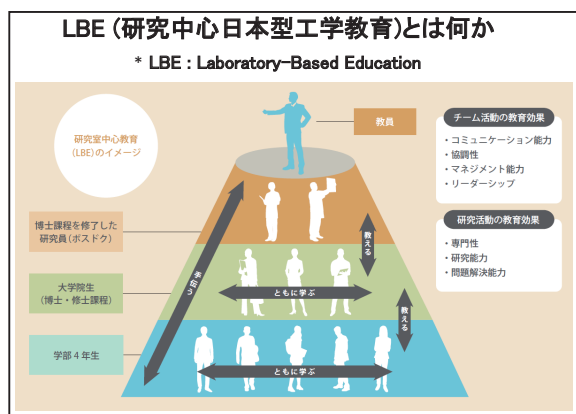 LBE（研究中心日本型工学教育）とは何か
* LBE : Laboratory-Based Education
研究室中心教育
(LBE)のイメージ
教員
チーム活動の教育効果
・コミュニケーション能力
・協調性
・マネジメント能力
・リーダーシップ
博士課程を修了した
研究員（ポスドク）
研究活動の教育効果
・専門性
・研究能力
・問題解決能力
教える
手伝う
大学院生
（博士・修士課程）
ともに学ぶ
教える
学部４年生
ともに学ぶ